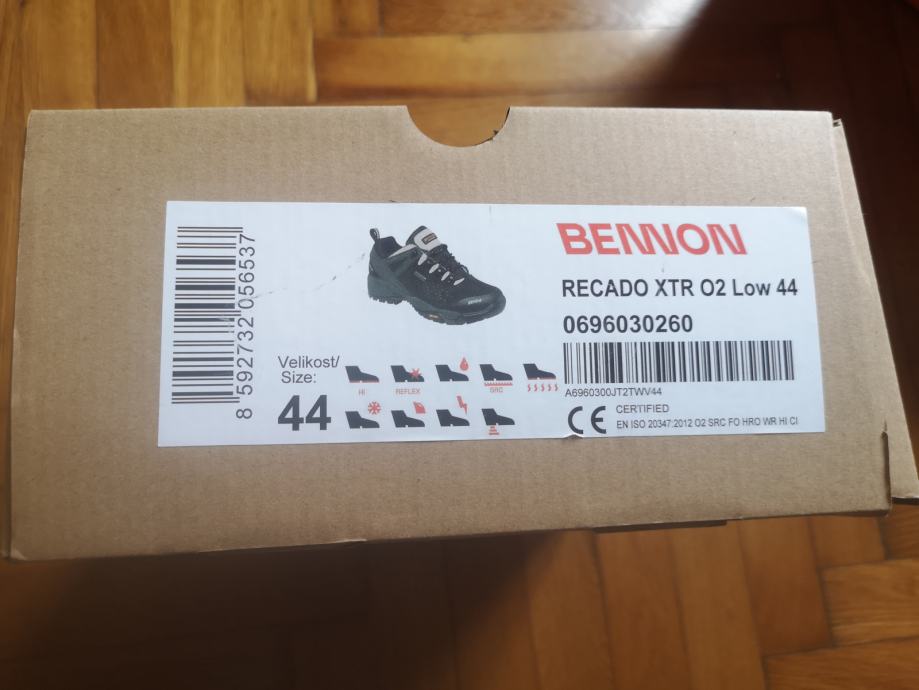 8 592732 056537
BENNON
RECADO XTR O2 Low 44
0696030260
Velikost/
Size:
44
HI
REFLEX
SRC
A6960300JT2TWV44
CE
CERTIFIED
EN ISO 20347:2012 O2 SRC FO HRO WR HI CI